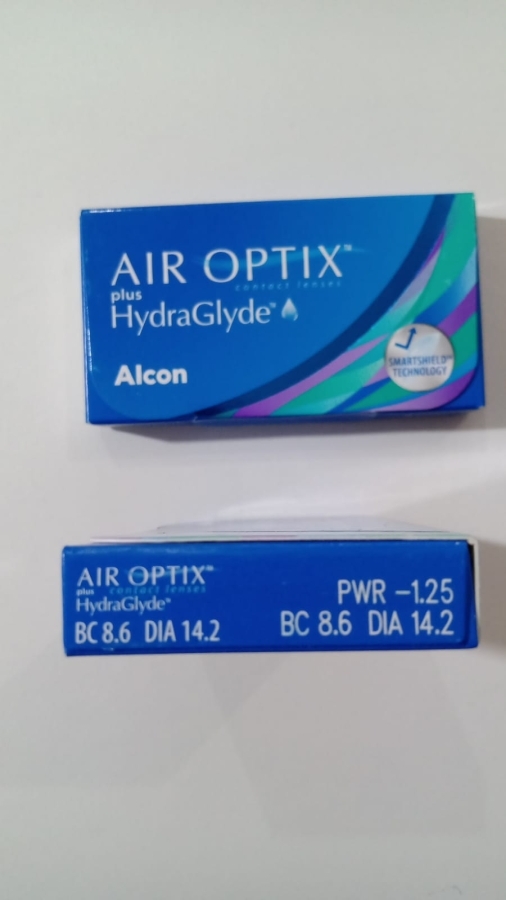 AIR OPTIX™
contact lenses
plus
HydraGlyde™
Alcon
SMARTSHIELD™
TECHNOLOGY
AIR OPTIX™
plus contact lenses
HydraGlyde™
BC 8.6 DIA 14.2
PWR −1.25
BC 8.6 DIA 14.2